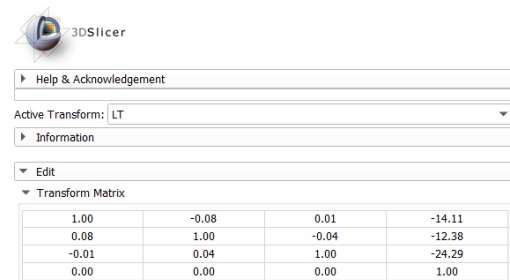 3DSlicer
Help & Acknowledgement
Active Transform: LT
Information
Edit
Transform Matrix
1.00 -0.08 0.01 -14.11
0.08 1.00 -0.04 -12.38
-0.01 0.04 1.00 -24.29
0.00 0.00 0.00 1.00